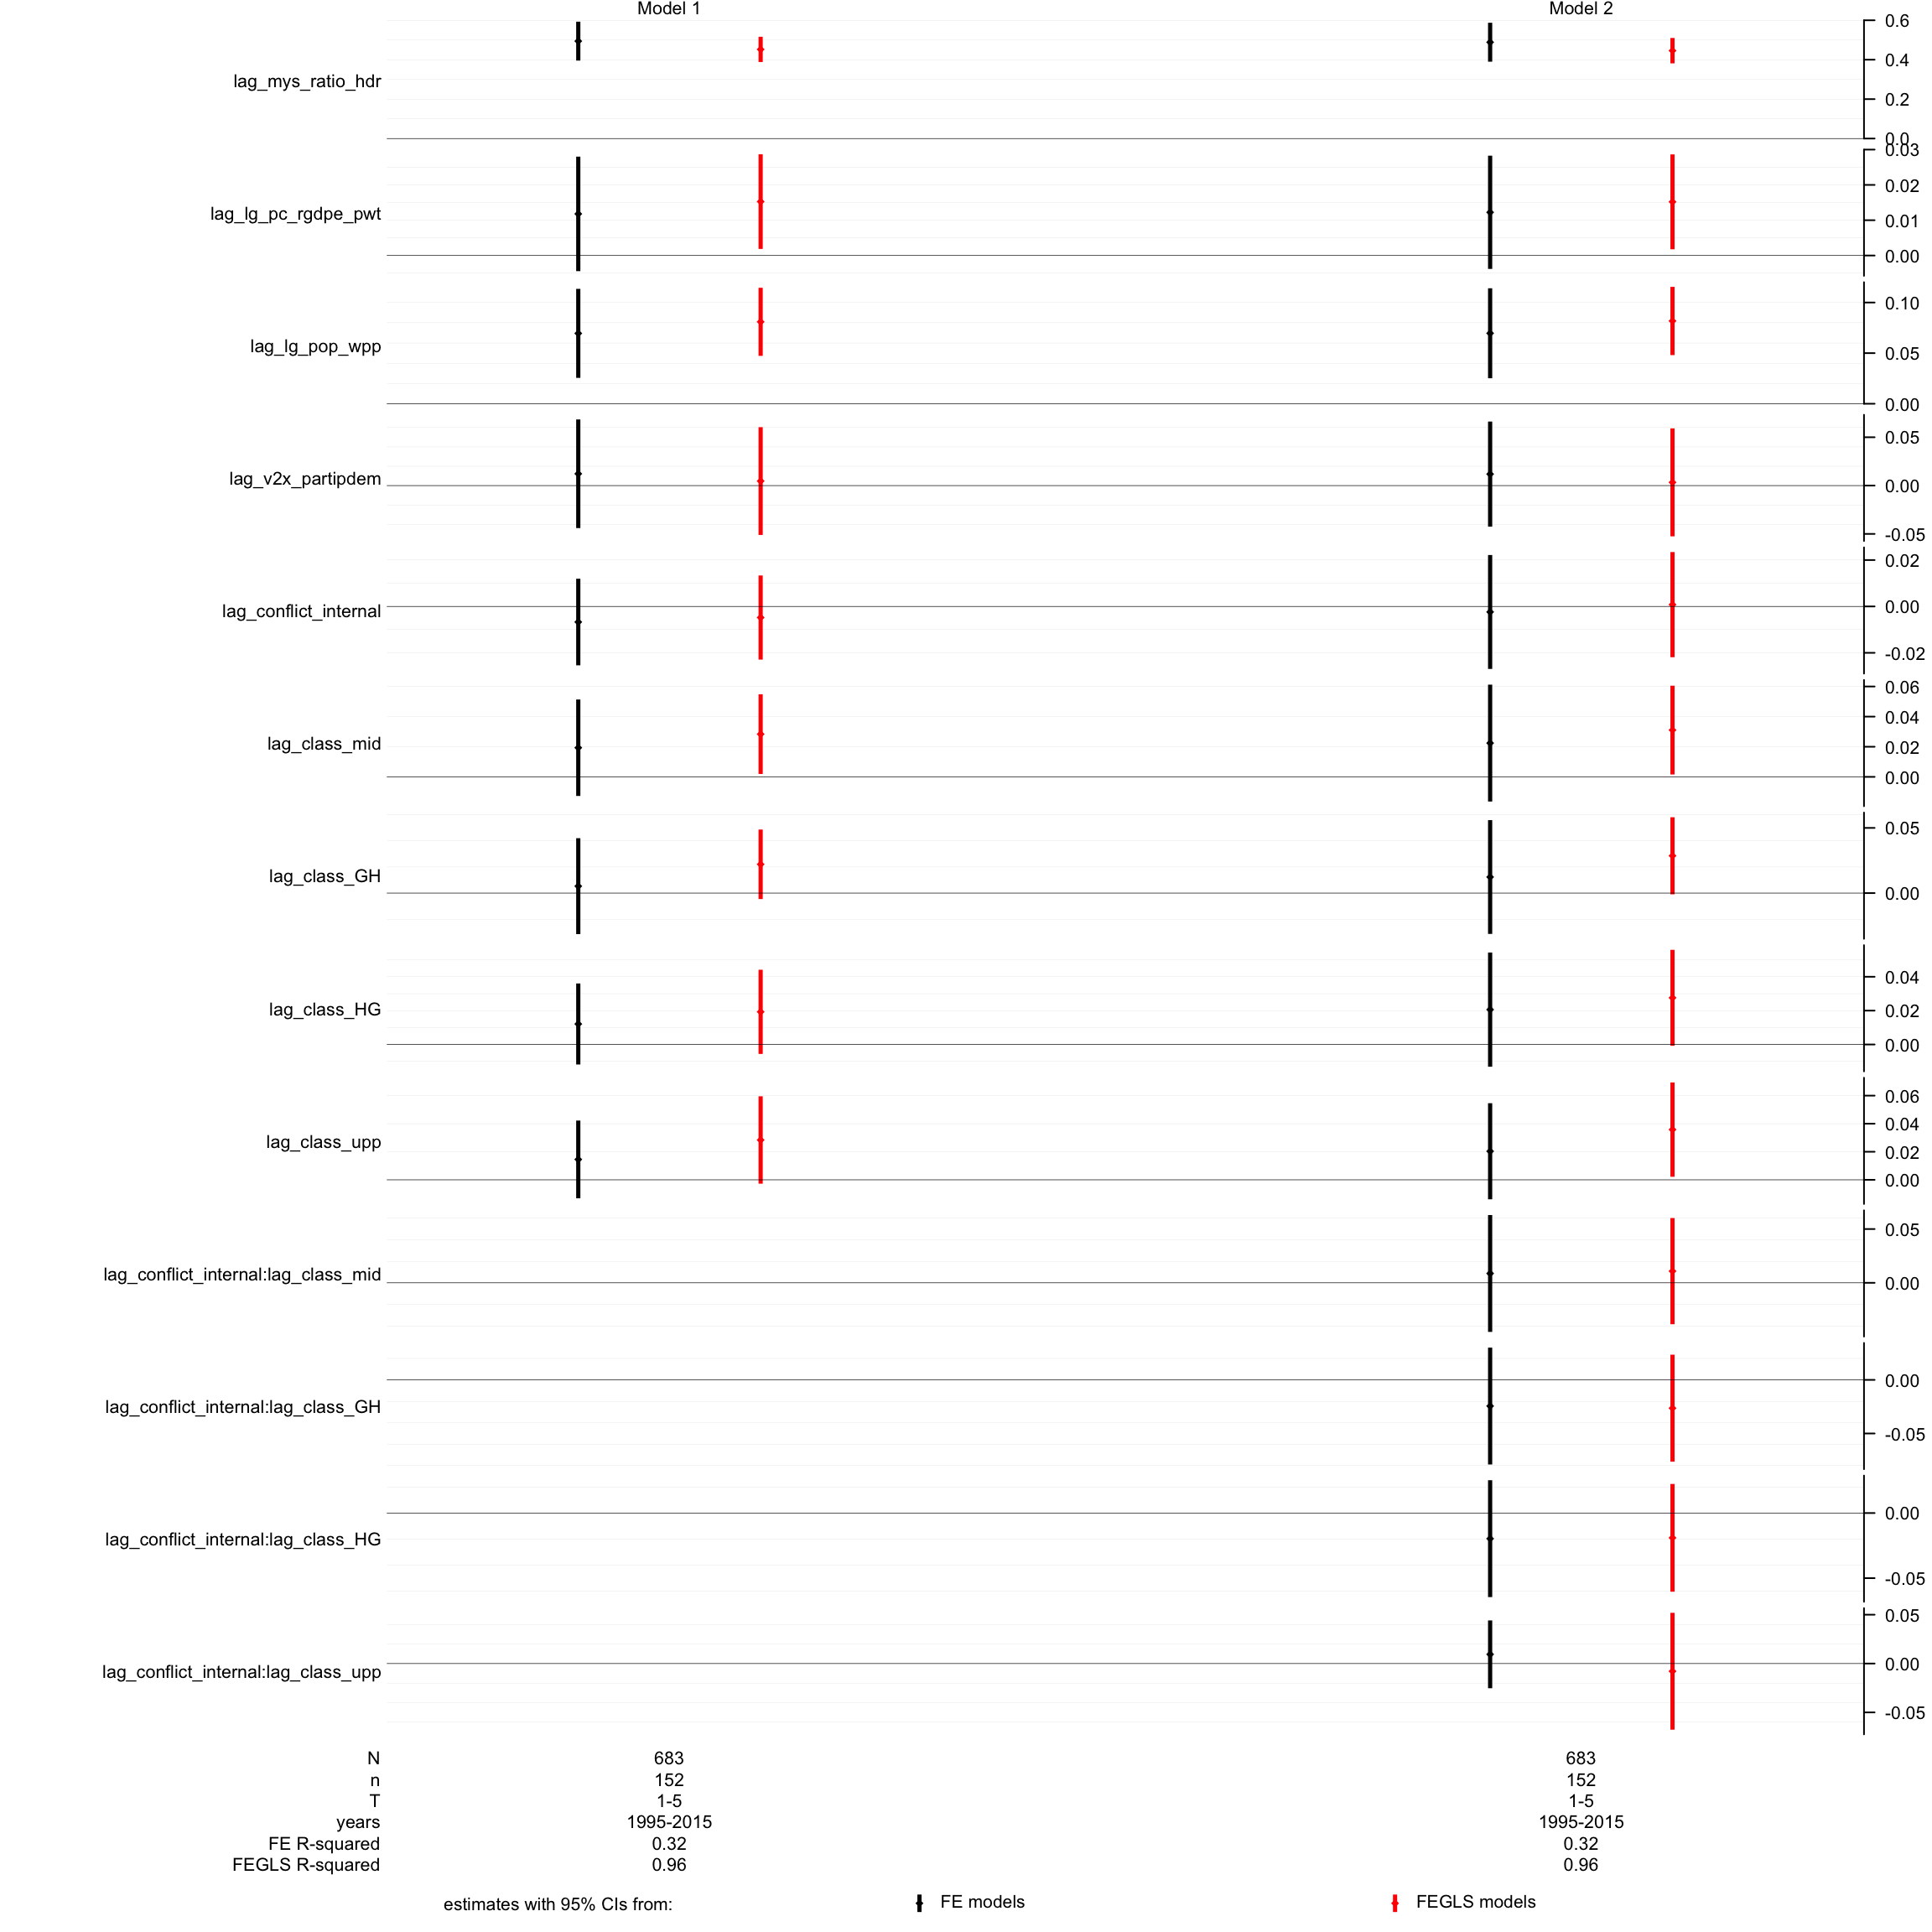 Model 1 Model 2
0.6
0.4
lag_mys_ratio_hdr
0.2
0.0
0.03
0.02
lag_lg_pc_rgdpe_pwt
0.01
0.00
0.10
lag_lg_pop_wpp
0.05
0.00
0.05
lag_v2x_partipdem
0.00
-0.05
0.02
lag_conflict_internal
0.00
-0.02
0.06
0.04
lag_class_mid
0.02
0.00
0.05
lag_class_GH
0.00
0.04
lag_class_HG
0.02
0.00
0.06
0.04
lag_class_upp
0.02
0.00
0.05
lag_conflict_internal:lag_class_mid
0.00
0.00
lag_conflict_internal:lag_class_GH
-0.05
0.00
lag_conflict_internal:lag_class_HG
-0.05
0.05
0.00
lag_conflict_internal:lag_class_upp
-0.05
N 683 683
n 152 152
T 1-5 1-5
years 1995-2015 1995-2015
FE R-squared 0.32 0.32
FEGLS R-squared 0.96 0.96
estimates with 95% CIs from: FE models FEGLS models